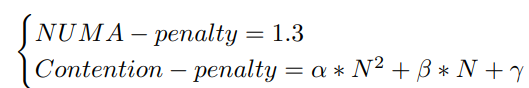 NUMA − penalty = 1.3
Contention − penalty = α ∗ N² + β ∗ N + γ